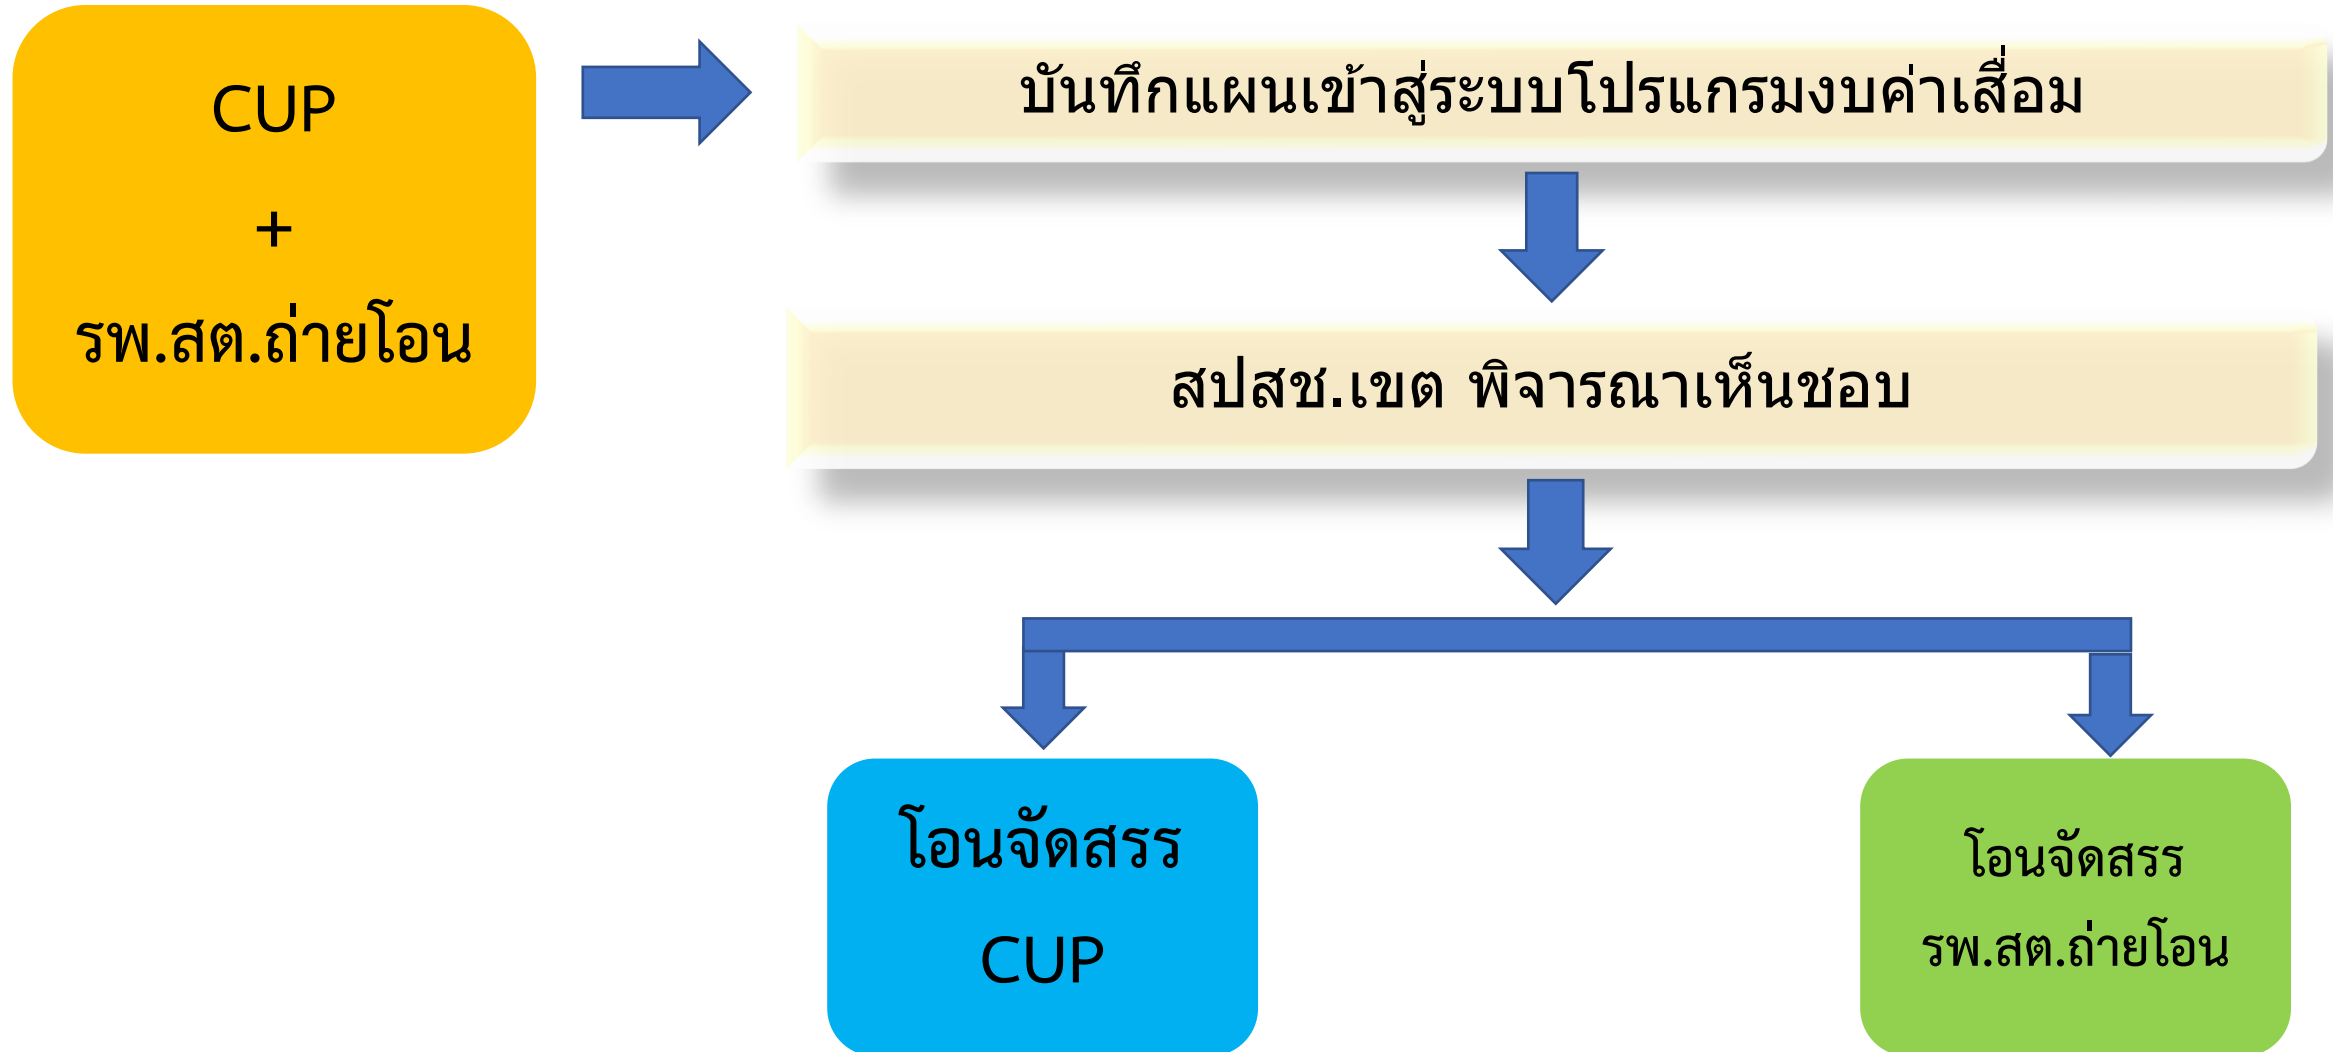 CUP
+
รพ.สต.ถ่ายโอน
บันทึกแผนเข้าสู่ระบบโปรแกรมงบค่าเสื่อม
สปสช.เขต พิจารณาเห็นชอบ
โอนจัดสรร
CUP
โอนจัดสรร
รพ.สต.ถ่ายโอน